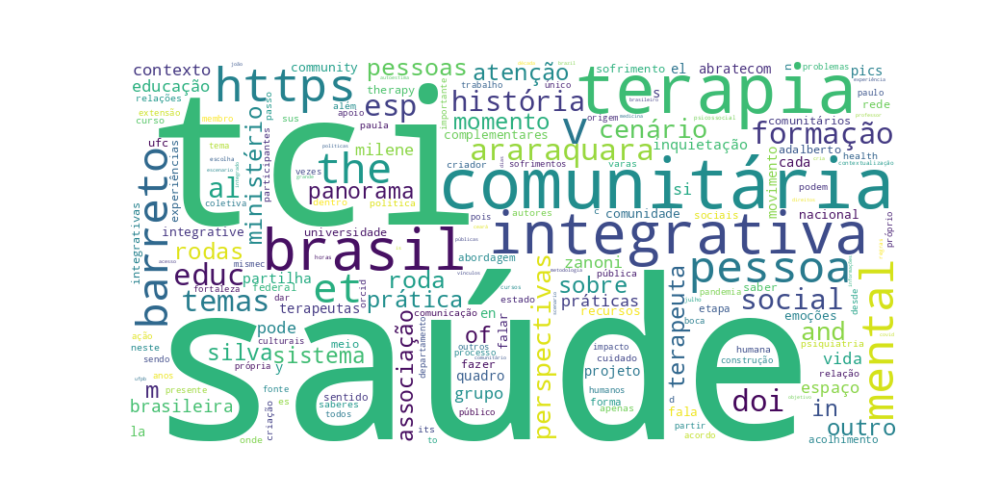 contexto
https
pessoas
community
atenção
sofrimento
el
abratecom
problemas
pics
educação
therapy
terapia
relações
tci
esp
história
s
paulo
comunitários
rede
extensão
curso
sus
além
apoio
trabalho
único
passo
membro
importante
v
formação
momento
cenário
ministério
paula
complementares
origem
inquietação
tema
ufc
milene
araraquara
adalberto
health
participantes
the
criador
sofrimentos
varas
cada
barreto
experiências
escolha
vezes
al
panorama
comunitária
si
movimento
podem
coletiva
dentro
política
autores
c
comunidade
sociais
nacional
próprio
pois
integrativas
integrative
rodas
universidade
brasil
integrativa
públicos
mismec
horas
abordagem
zanoni
pública
fortaleza
educ
partilha
roda
pessoa
saber
federal
et
sobre
pandemia
desde
temas
terapeutas
dar
prática
estado
práticas
social
mental
orcid
comunicação
en
recursos
etapa
boca
emoções
ação
pode
of
and
neste
culturais
meio
departamento
falar
perspectivas
terapeuta
psiquiatria
silva
sistema
outros
processo
impacto
humana
vida
sendo
própria
y
fazer
cuidado
construção
relação
associação
quadro
projeto
m
anos
saúde
humanos
doi
espaço
presente
fonte
sentido
grupo
forma
a
in
brasileira
es
saberes
público
apenas
fala
outro
la
onde
criação
todos
its
to
partir
acordo
acolhimento